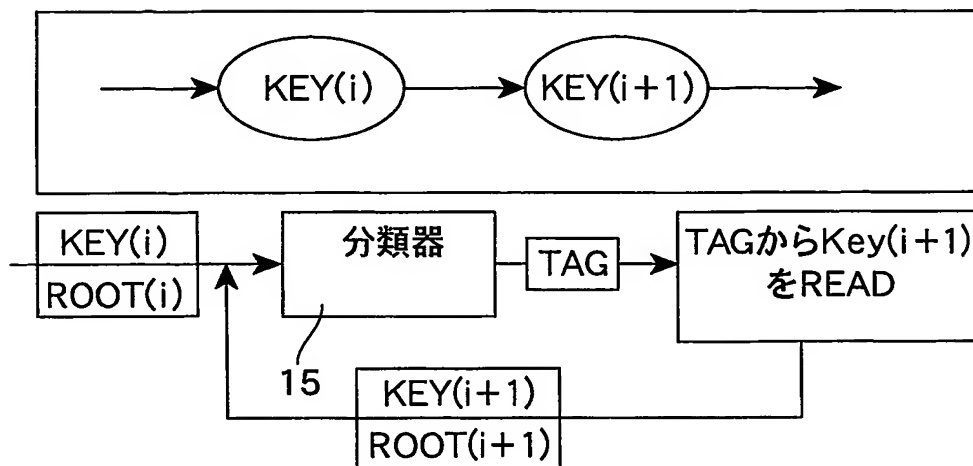 KEY(i)
KEY(i+1)
KEY(i)
ROOT(i)
分類器
TAG
TAGからKey(i+1)
をREAD
15
KEY(i+1)
ROOT(i+1)